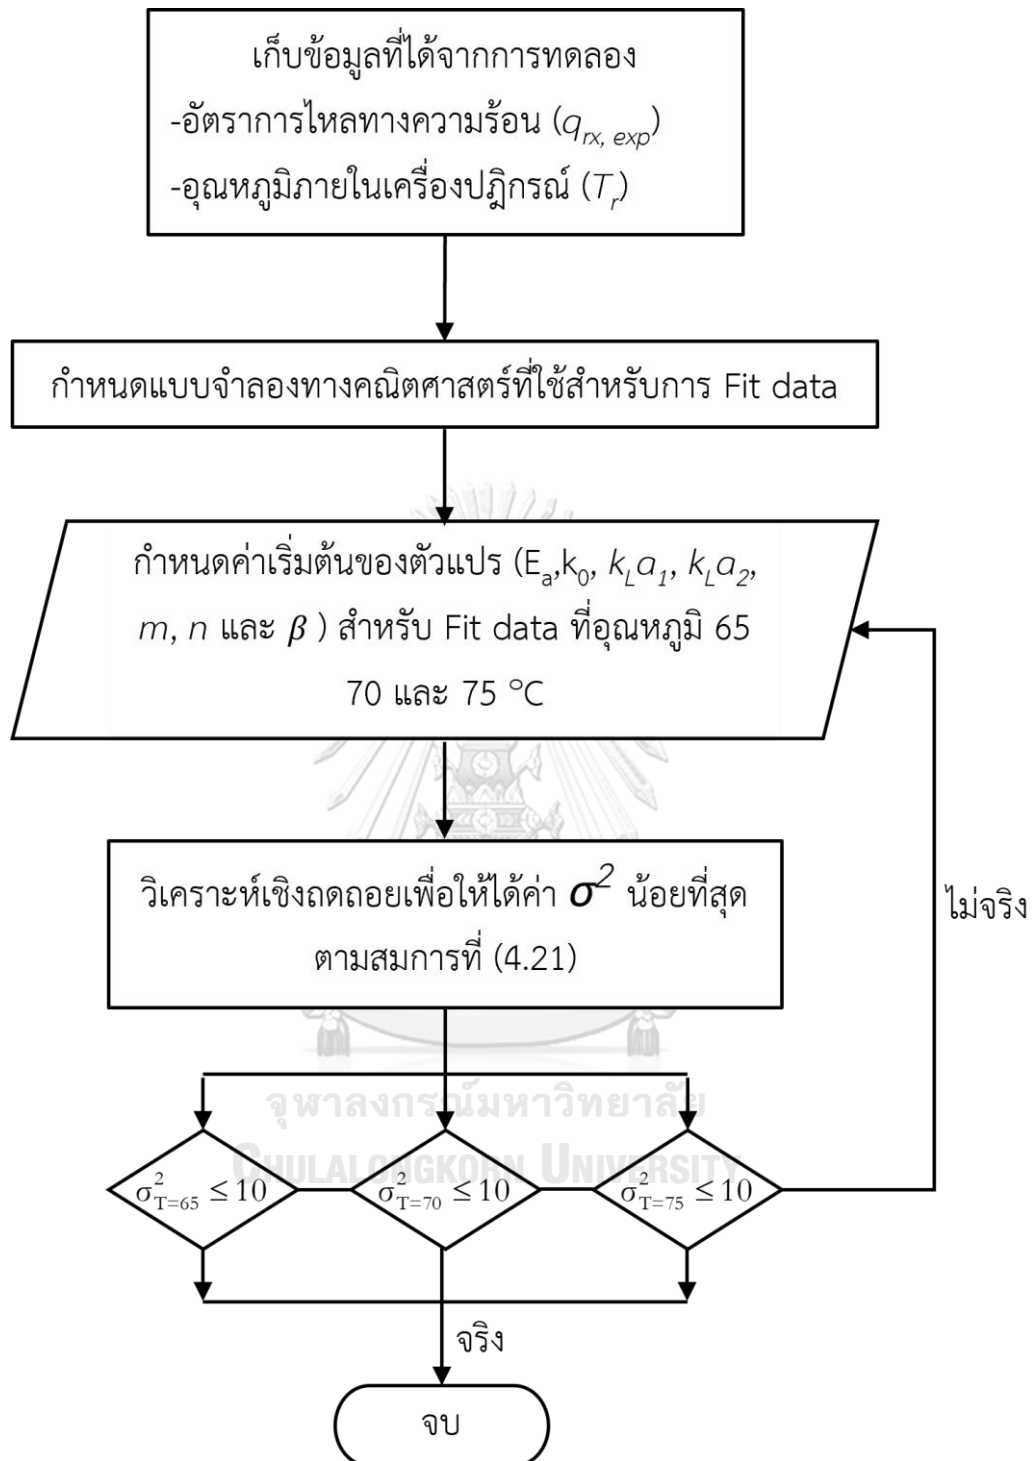 เก็บข้อมูลที่ได้จากการทดลอง
-อัตราการไหลทางความร้อน (q_{rx, exp})
-อุณหภูมิภายในเครื่องปฏิกรณ์ (T_r)
กำหนดแบบจำลองทางคณิตศาสตร์ที่ใช้สำหรับการ Fit data
กำหนดค่าเริ่มต้นของตัวแปร (E_a,k_0, k_La_1, k_La_2,
m, n และ β ) สำหรับ Fit data ที่อุณหภูมิ 65
70 และ 75 °C
วิเคราะห์เชิงถดถอยเพื่อให้ได้ค่า σ² น้อยที่สุด
ตามสมการที่ (4.21)
ไม่จริง
จุฬาลงกรณ์มหาวิทยาลัย
CHULALONGKORN UNIVERSITY
σ²_{T=65} ≤ 10
σ²_{T=70} ≤ 10
σ²_{T=75} ≤ 10
จริง
จบ